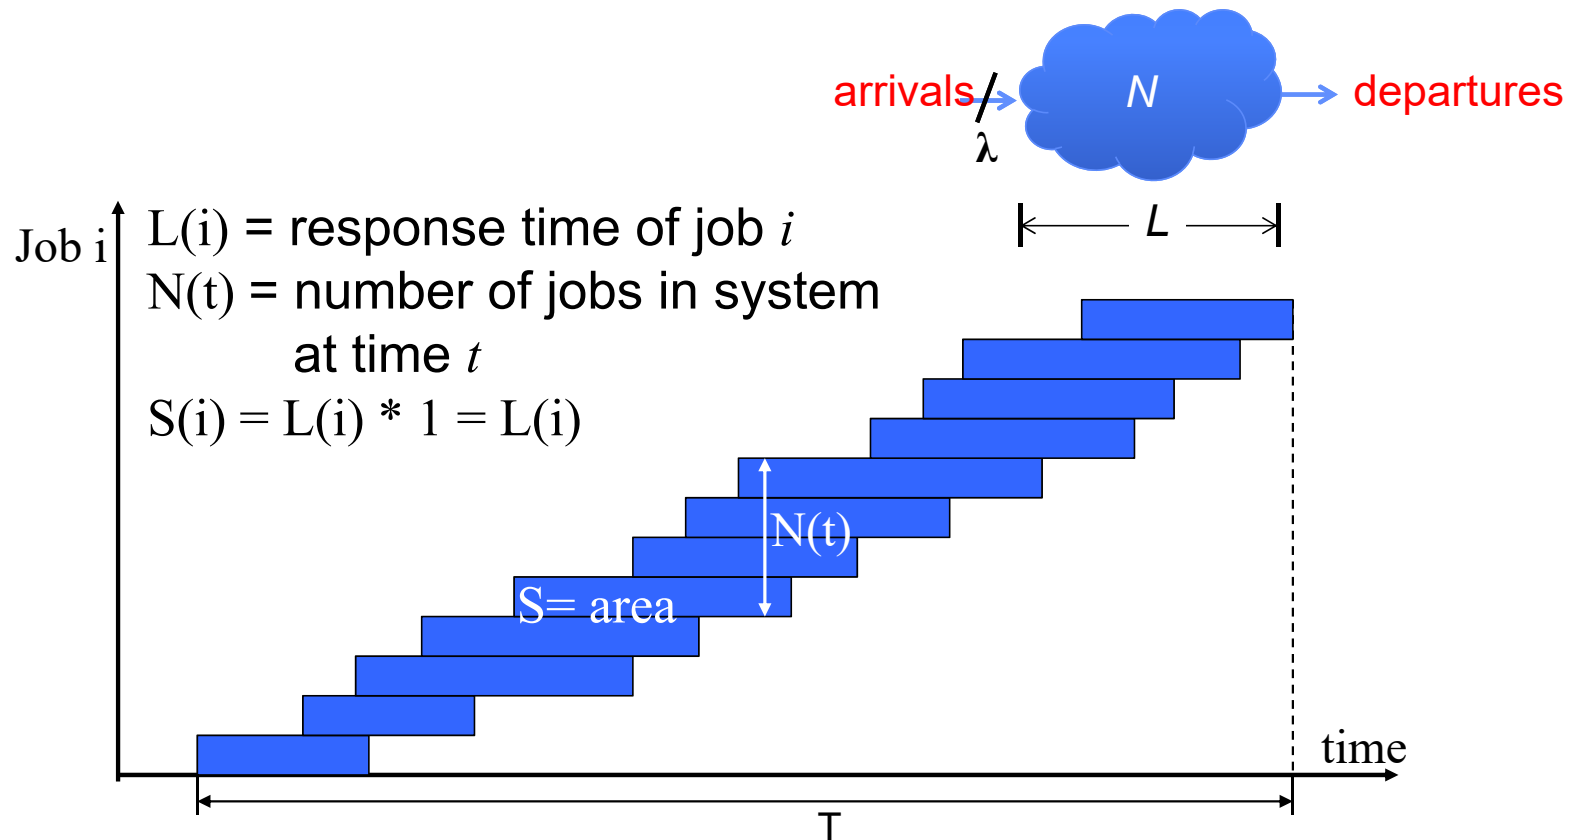 arrivals
N
departures
λ
L
Job i
L(i) = response time of job i
N(t) = number of jobs in system
at time t
S(i) = L(i) * 1 = L(i)
N(t)
S= area
time
T